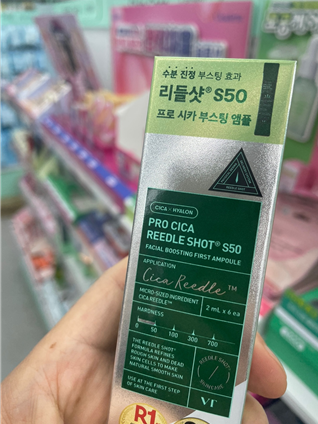 수분 진정 부스팅 효과
리들샷® S50
프로 시카 부스팅 앰플
CICA × HYALON
PRO CICA
REEDLE SHOT® S50
FACIAL BOOSTING FIRST AMPOULE
APPLICATION
Cica Reedle™
MICRO-SIZED INGREDIENT
CICA REEDLE™
2 mL x 6 ea
HARDNESS
0 50 100 300 700
THE REEDLE SHOT®
FORMULA REFINES
ROUGH SKIN AND DEAD
SKIN CELLS TO MAKE
NATURAL SMOOTH SKIN
USE AT THE FIRST STEP
OF SKIN CARE
REEDLE SHOT
SKINCARE
VT
R1